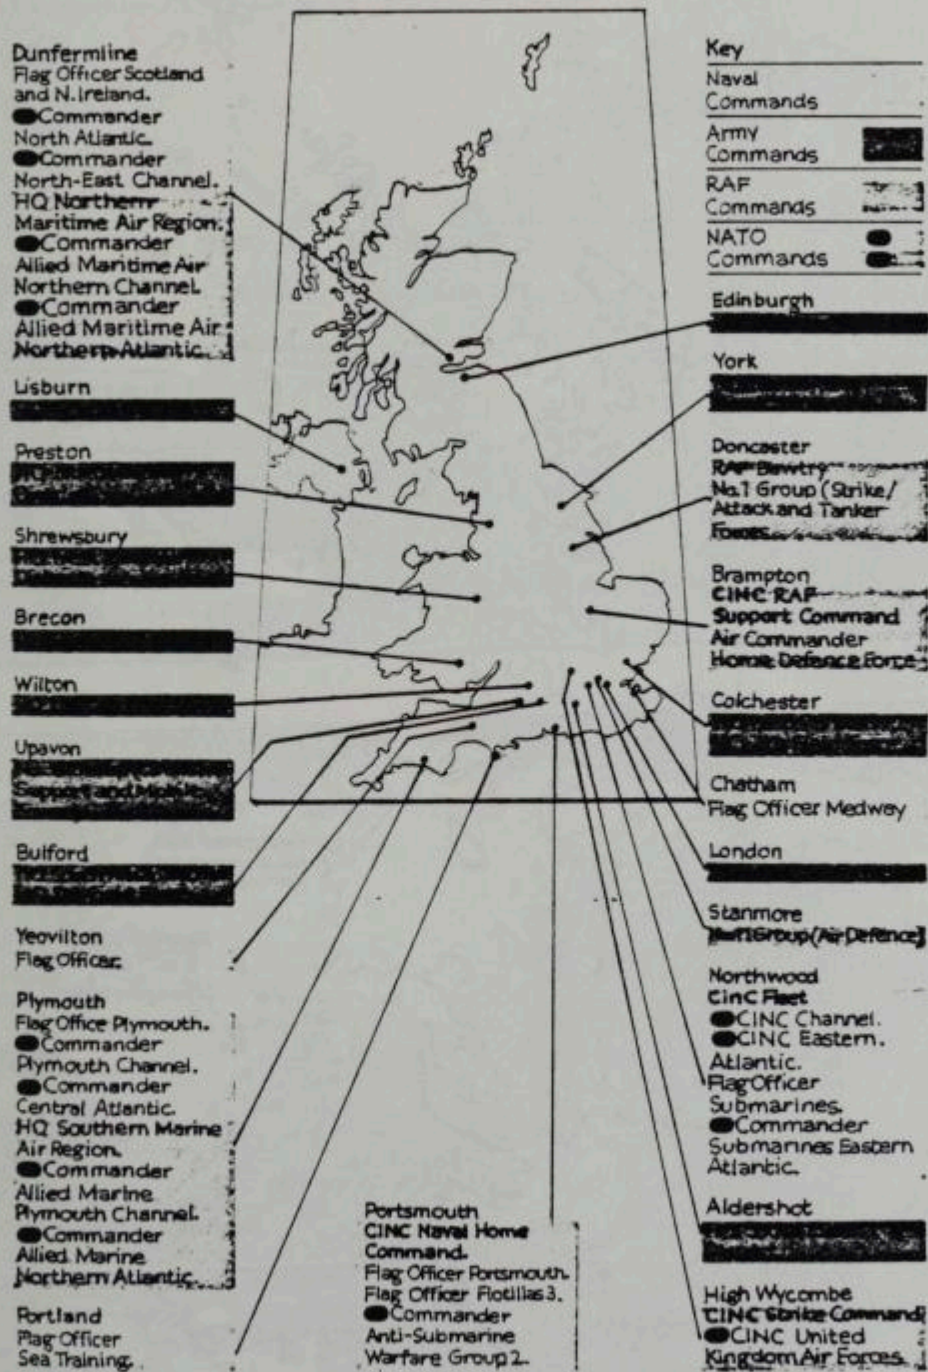 Dunfermline
Flag Officer Scotland
and N. Ireland.
Commander
North Atlantic.
Commander
North-East Channel.
HQ Northern
Maritime Air Region.
Commander
Allied Maritime Air
Northern Channel.
Commander
Allied Maritime Air
Northern Atlantic.
Lisburn
Preston
Shrewsbury
Brecon
Wilton
Upavon
Support and
Bulford
Yeovilton
Flag Officer.
Plymouth
Flag Office Plymouth.
Commander
Plymouth Channel.
Commander
Central Atlantic.
HQ Southern Marine
Air Region.
Commander
Allied Marine
Plymouth Channel.
Commander
Allied Marine
Northern Atlantic.
Portland
Flag Officer
Sea Training.
Portsmouth
CINC Naval Home
Command.
Flag Officer Portsmouth.
Flag Officer Flotillas 3.
Commander
Anti-Submarine
Warfare Group 2.
Key
Naval
Commands
Army
Commands
RAF
Commands
NATO
Commands
Edinburgh
York
Doncaster
RAF Bawtry
No.1 Group (Strike/
Attack and Tanker
Forces
Brampton
CINC RAF
Support Command
Air Commander
Home Defence Force
Colchester
Chatham
Flag Officer Medway
London
Stanmore
Group (Air Defence)
Northwood
CinC Fleet
CINC Channel.
CINC Eastern.
Atlantic.
Flag Officer
Submarines.
Commander
Submarines Eastern
Atlantic.
Aldershot
High Wycombe
CINC Strike Command
CINC United
Kingdom Air Forces.